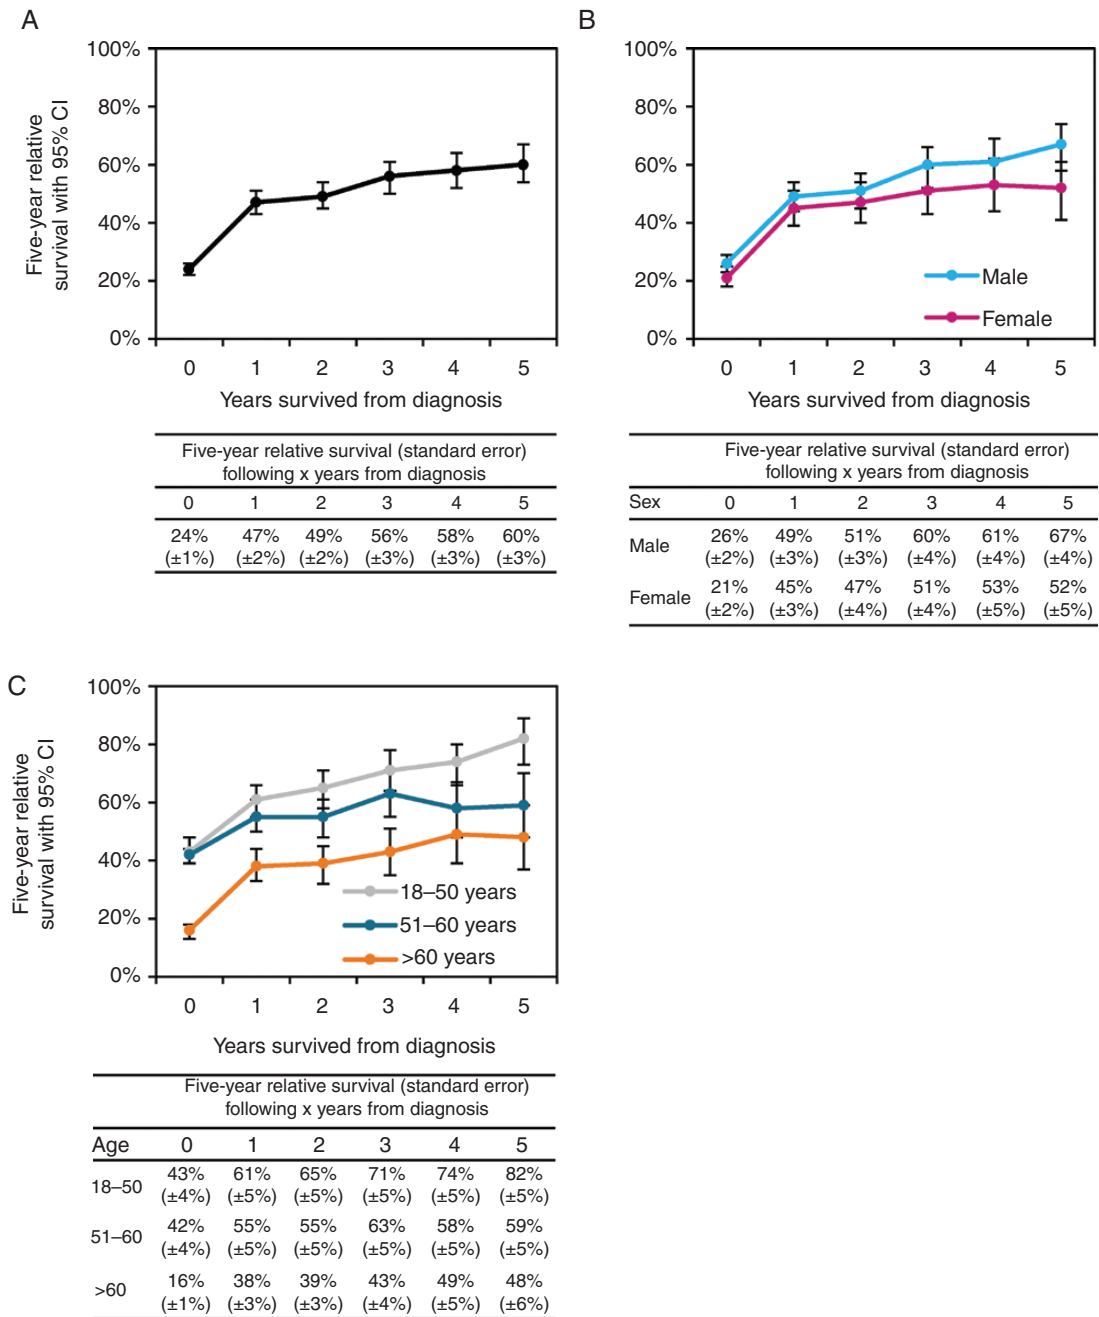 A
Five-year relative
survival with 95% CI
100%
80%
60%
40%
20%
0%
0 1 2 3 4 5
Years survived from diagnosis
Five-year relative survival (standard error)
following x years from diagnosis
0 1 2 3 4 5
24% 47% 49% 56% 58% 60%
(±1%) (±2%) (±2%) (±3%) (±3%) (±3%)
B
100%
80%
60%
40%
20%
0%
Male
Female
0 1 2 3 4 5
Years survived from diagnosis
Five-year relative survival (standard error)
following x years from diagnosis
Sex 0 1 2 3 4 5
Male 26% 49% 51% 60% 61% 67%
(±2%) (±3%) (±3%) (±4%) (±4%) (±4%)
Female 21% 45% 47% 51% 53% 52%
(±2%) (±3%) (±4%) (±4%) (±5%) (±5%)
C
Five-year relative
survival with 95% CI
100%
80%
60%
40%
20%
0%
18–50 years
51–60 years
>60 years
0 1 2 3 4 5
Years survived from diagnosis
Five-year relative survival (standard error)
following x years from diagnosis
Age 0 1 2 3 4 5
18–50 43% 61% 65% 71% 74% 82%
(±4%) (±5%) (±5%) (±5%) (±5%) (±5%)
51–60 42% 55% 55% 63% 58% 59%
(±4%) (±5%) (±5%) (±5%) (±5%) (±5%)
>60 16% 38% 39% 43% 49% 48%
(±1%) (±3%) (±3%) (±4%) (±5%) (±6%)